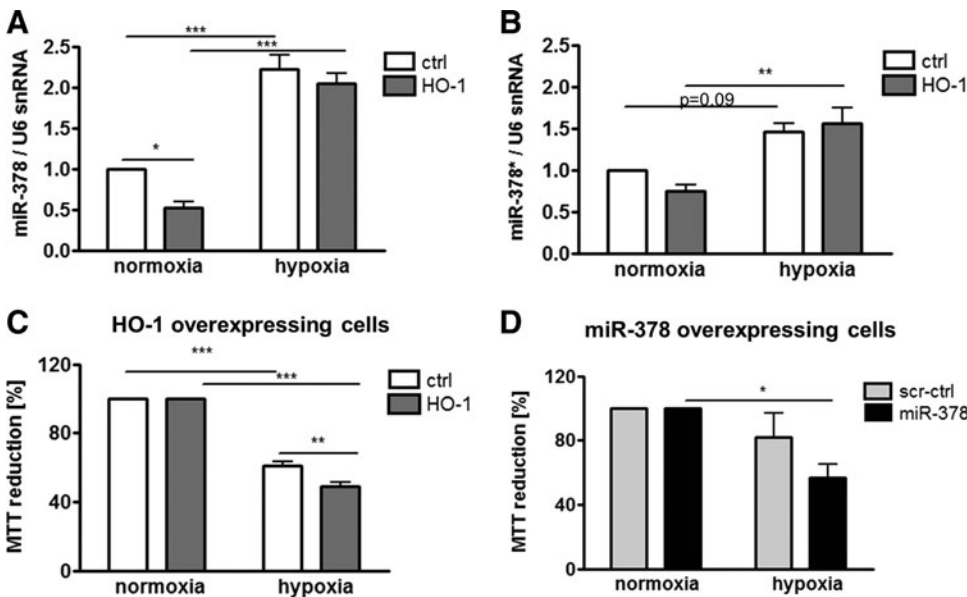 A
miR-378 / U6 snRNA
2.5
2.0
1.5
1.0
0.5
0.0
***
***
*
ctrl
HO-1
normoxia
hypoxia
B
miR-378* / U6 snRNA
2.5
2.0
1.5
1.0
0.5
0.0
**
p=0.09
ctrl
HO-1
normoxia
hypoxia
C
HO-1 overexpressing cells
MTT reduction [%]
120
80
40
0
***
***
**
ctrl
HO-1
normoxia
hypoxia
D
miR-378 overexpressing cells
MTT reduction [%]
120
80
40
0
*
scr-ctrl
miR-378
normoxia
hypoxia